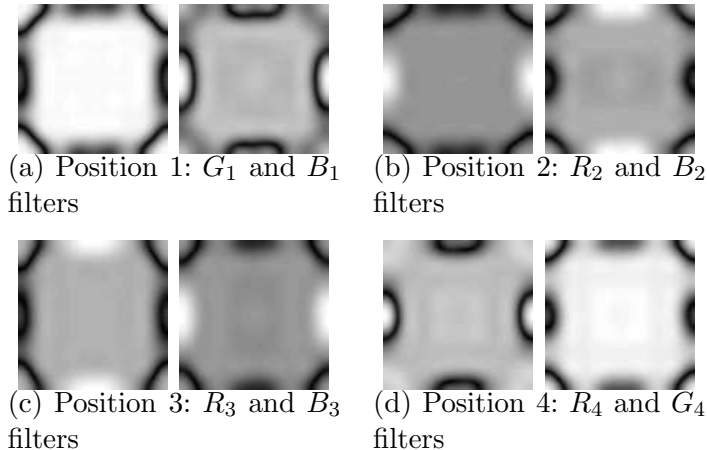 (a) Position 1: G₁ and B₁
filters
(b) Position 2: R₂ and B₂
filters
(c) Position 3: R₃ and B₃
filters
(d) Position 4: R₄ and G₄
filters